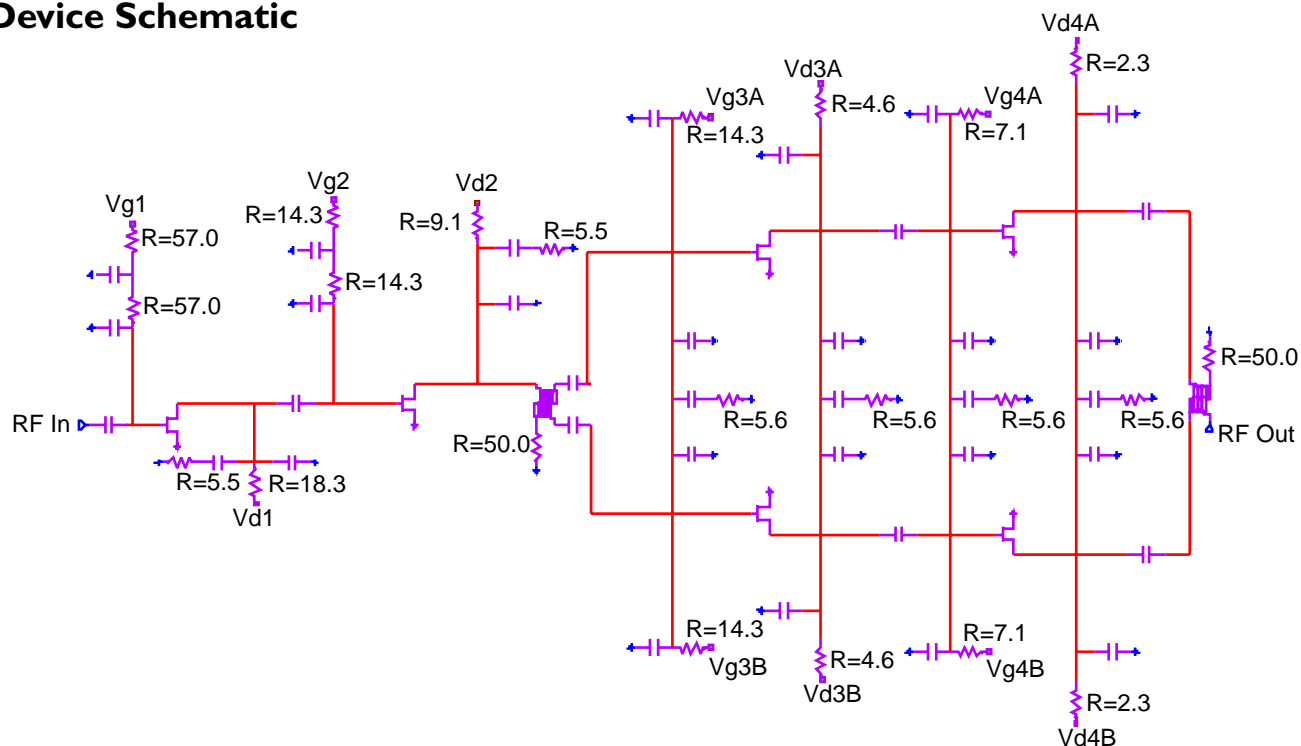 Device Schematic
Vd4A
R=2.3
Vd3A
Vg3A
R=4.6
Vg4A
R=14.3
R=7.1
Vg1
R=57.0
R=57.0
Vg2
R=14.3
R=14.3
Vd2
R=9.1
R=5.5
R=50.0
R=5.6
R=5.6
R=5.6
R=5.6
RF In
R=50.0
RF Out
R=5.5
R=18.3
Vd1
R=14.3
Vg3B
R=4.6
Vd3B
R=7.1
Vg4B
R=2.3
Vd4B